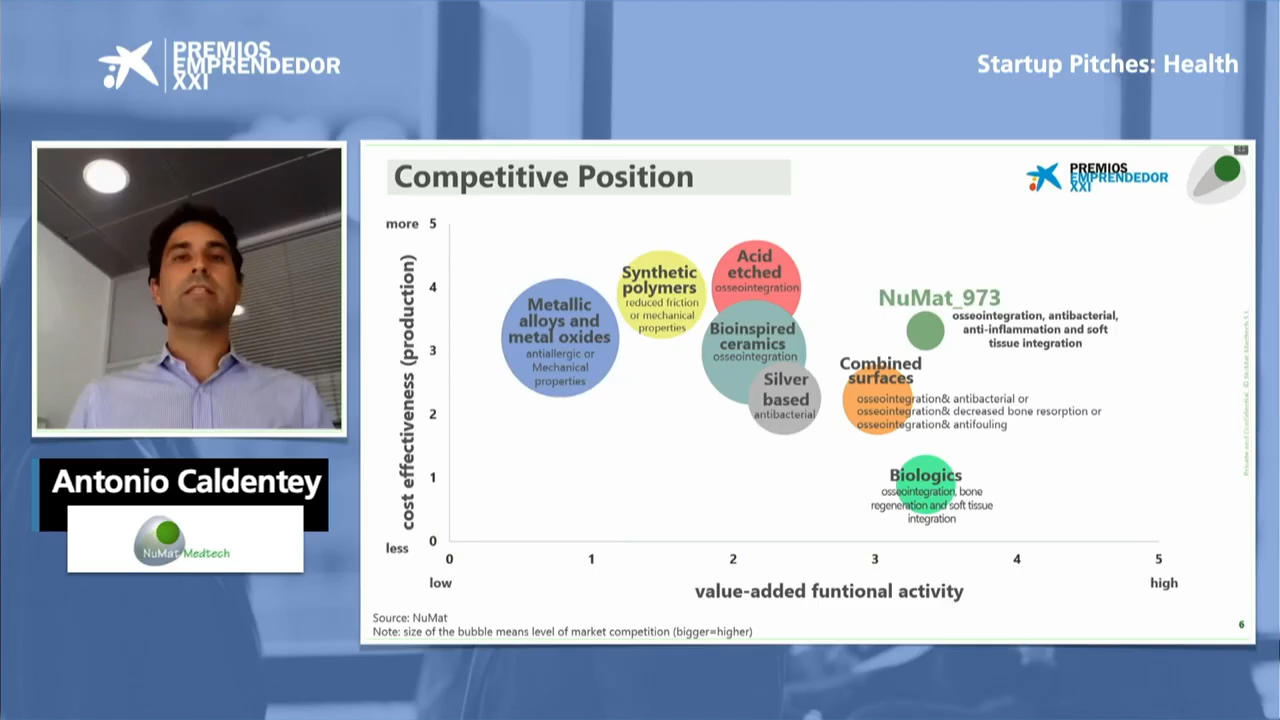 PREMIOS
EMPRENDEDOR
XXI
Startup Pitches: Health
Competitive Position
PREMIOS
EMPRENDEDOR
XXI
more 5
4
3
2
1
0
less
cost effectiveness (production)
Metallic
alloys and
metal oxides
antiallergic or
Mechanical
properties
Synthetic
polymers
reduced friction
or mechanical
properties
Acid
etched
osseointegration
Bioinspired
ceramics
osseointegration
Silver
based
antibacterial
NuMat_973
osseointegration, antibacterial,
anti-inflammation and soft
tissue integration
Combined
surfaces
osseointegration& antibacterial or
osseointegration& decreased bone resorption or
osseointegration& antifouling
Biologics
osseointegration, bone
regeneration and soft tissue
integration
0 1 2 3 4 5
low high
value-added funtional activity
Source: NuMat
Note: size of the bubble means level of market competition (bigger=higher)
6
Antonio Caldentey
NuMat Medtech